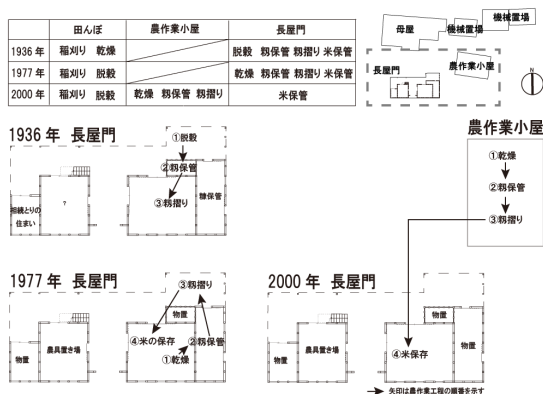 田んぼ 農作業小屋 長屋門
1936 年 稲刈り 乾燥 脱穀 籾保管 籾摺り 米保管
1977 年 稲刈り 脱穀 乾燥 籾保管 籾摺り 米保管
2000 年 稲刈り 脱穀 乾燥 籾保管 籾摺り 米保管
母屋
機械置場
機械置場
長屋門
農作業小屋
N
1936 年 長屋門
相続とりの
住まい
?
①脱穀
②籾保管
③籾摺り
糠保管
農作業小屋
①乾燥
②籾保管
③籾摺り
1977 年 長屋門
物置
農具置き場
③籾摺り
物置
④米の保存
②籾保管
①乾燥
2000 年 長屋門
物置
農具置き場
物置
④米保存
矢印は農作業工程の順番を示す